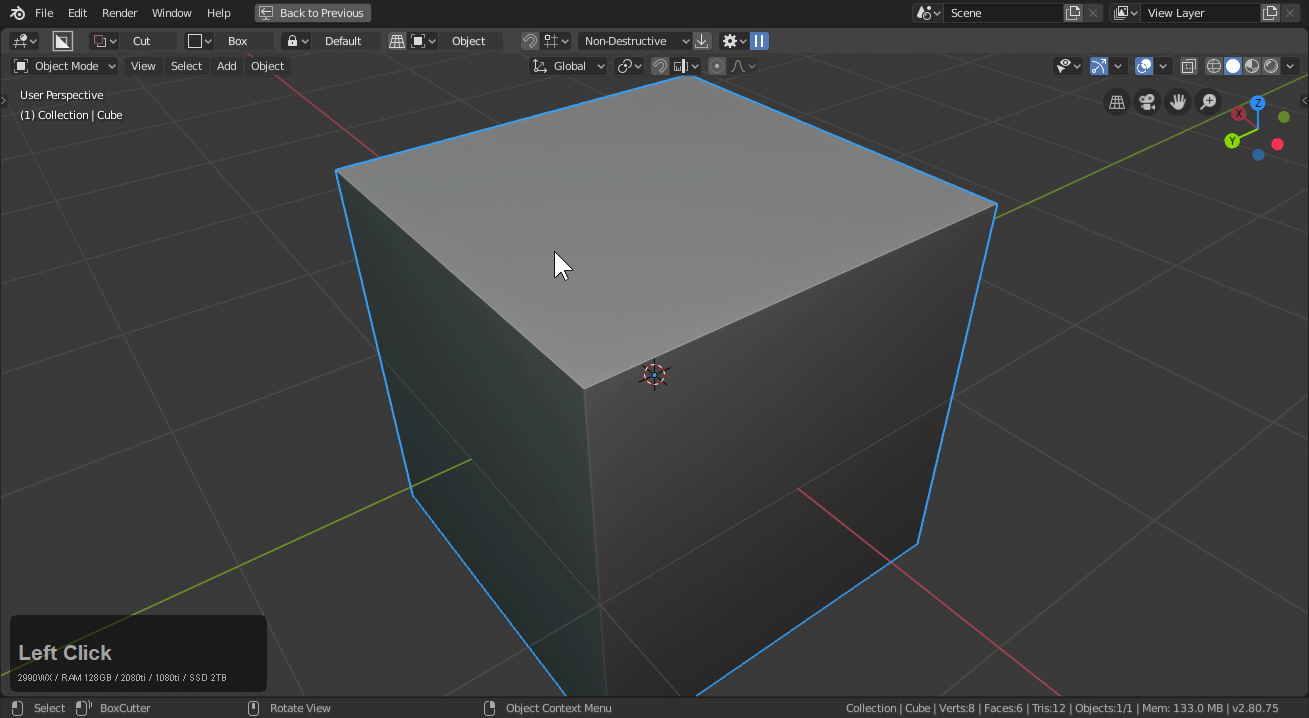 File Edit Render Window Help Back to Previous Scene View Layer
Cut Box Default Object Non-Destructive
Object Mode View Select Add Object Global
User Perspective
(1) Collection | Cube
Z
X
Y
Left Click
2990WX / RAM 128GB / 2080ti / 1080ti / SSD 2TB
Select BoxCutter Rotate View Object Context Menu Collection | Cube | Verts:8 | Faces:6 | Tris:12 | Objects:1/1 | Mem: 133.0 MB | v2.80.75